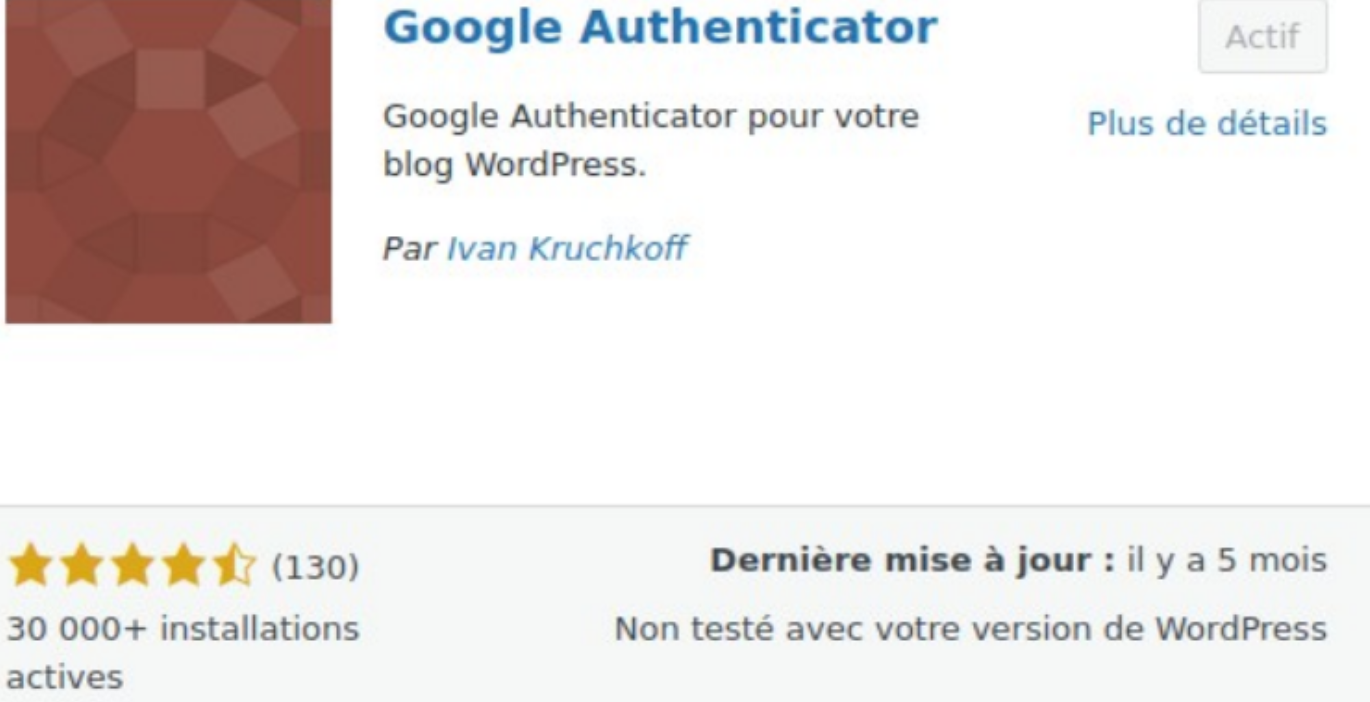 Google Authenticator
Actif
Google Authenticator pour votre
blog WordPress.
Plus de détails
Par Ivan Kruchkoff
(130)
Dernière mise à jour : il y a 5 mois
30 000+ installations
actives
Non testé avec votre version de WordPress